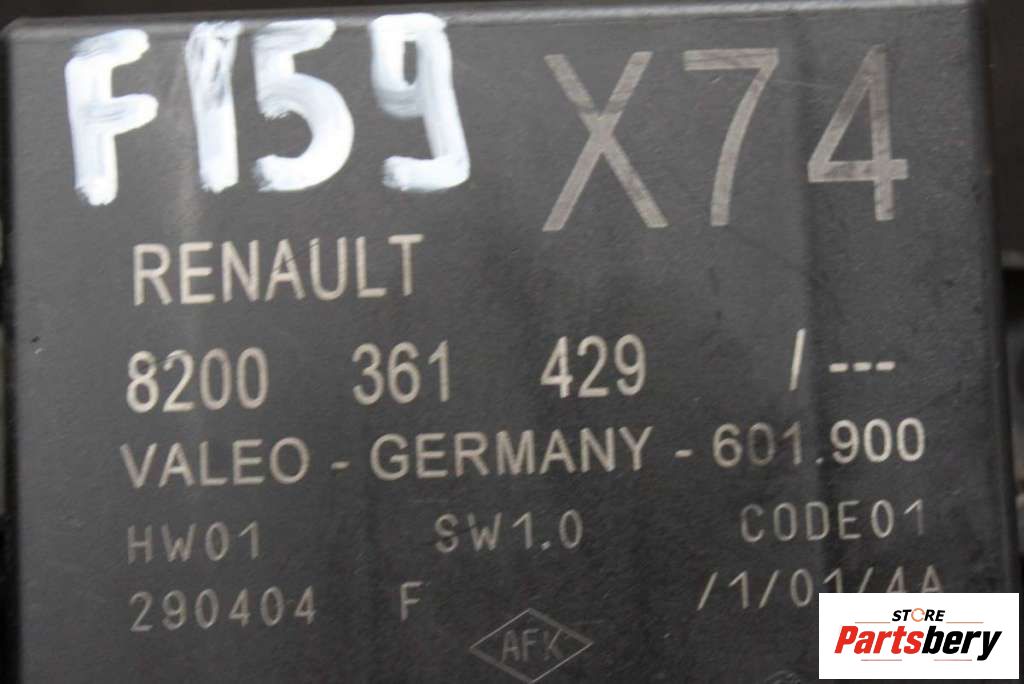 F159 X74
RENAULT
8200 361 429 /---
VALEO - GERMANY - 601.900
HW01 SW1.0 CODE01
290404 F /1/01/4A
AFK
STORE
Partsbery